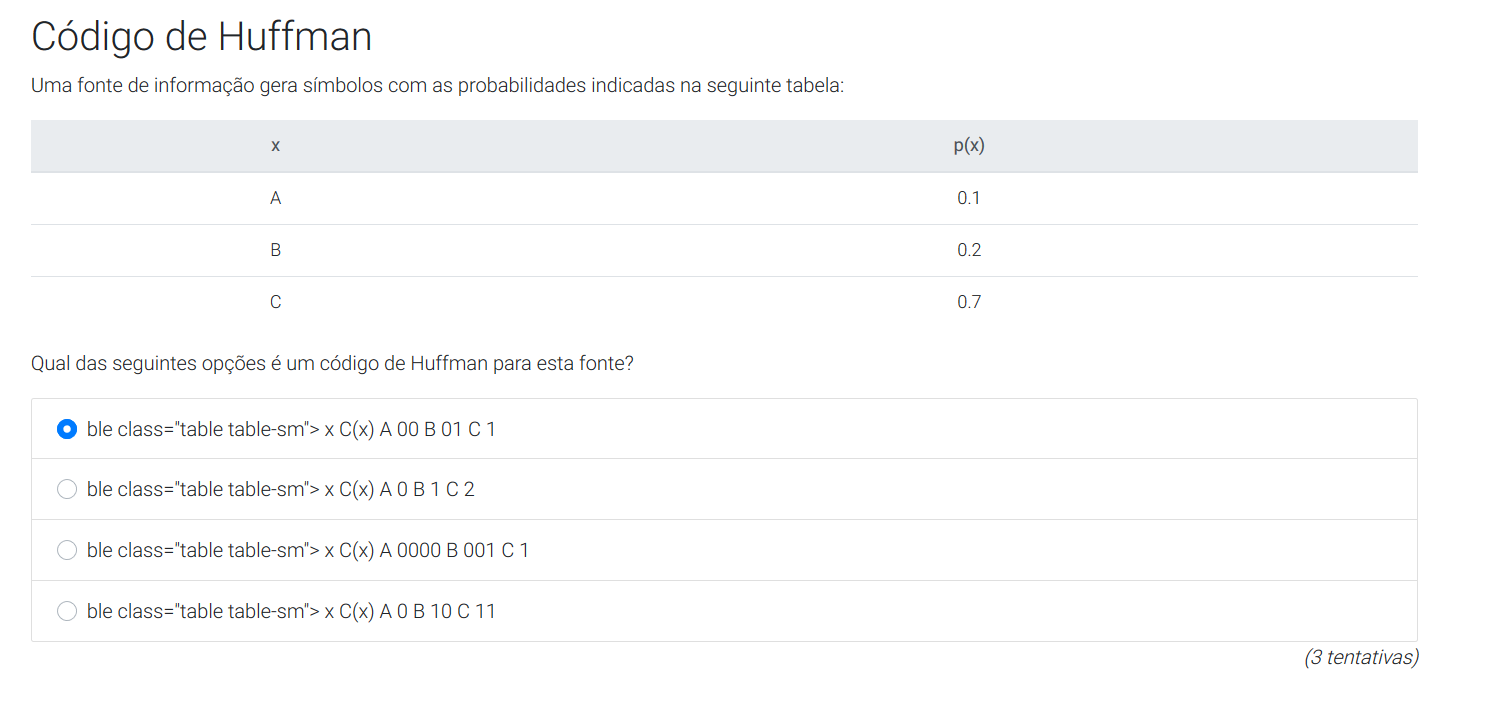 Código de Huffman
Uma fonte de informação gera símbolos com as probabilidades indicadas na seguinte tabela:
x p(x)
A 0.1
B 0.2
C 0.7
Qual das seguintes opções é um código de Huffman para esta fonte?
ble class="table table-sm"> x C(x) A 00 B 01 C 1
ble class="table table-sm"> x C(x) A 0 B 1 C 2
ble class="table table-sm"> x C(x) A 0000 B 001 C 1
ble class="table table-sm"> x C(x) A 0 B 10 C 11
(3 tentativas)